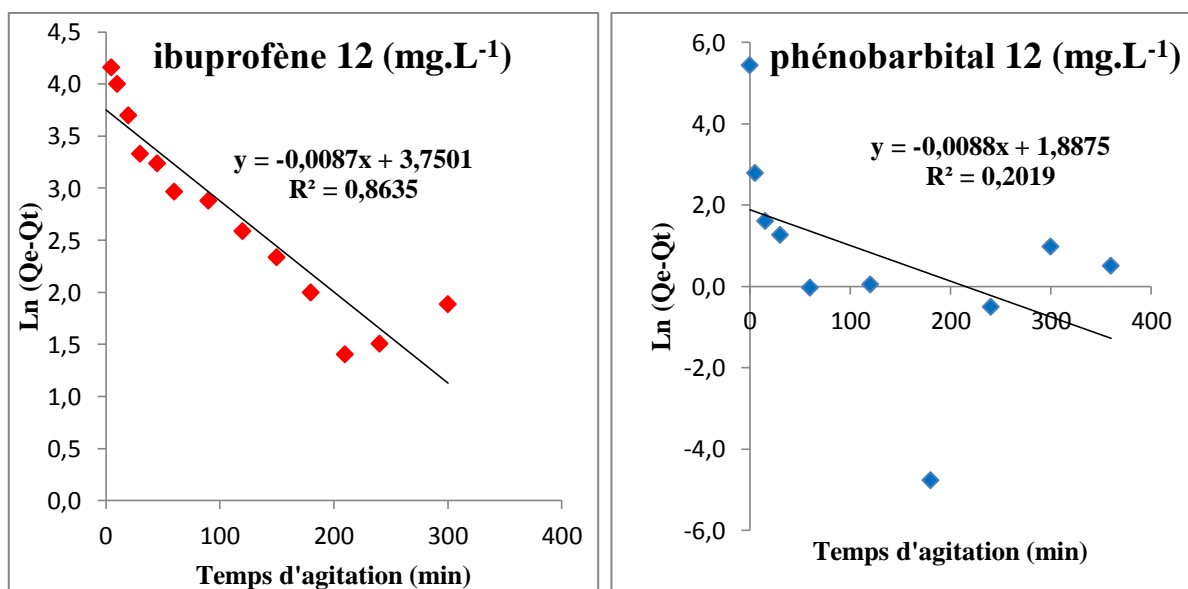 ibuprofène 12 (mg.L-1)
4,5
4,0
3,5
3,0
2,5
2,0
1,5
1,0
0,5
0,0
Ln (Qe-Qt)
y = -0,0087x + 3,7501
R² = 0,8635
0 100 200 300 400
Temps d'agitation (min)
phénobarbital 12 (mg.L-1)
6,0
4,0
2,0
0,0
-2,0
-4,0
-6,0
Ln (Qe-Qt)
y = -0,0088x + 1,8875
R² = 0,2019
0 100 200 300 400
Temps d'agitation (min)